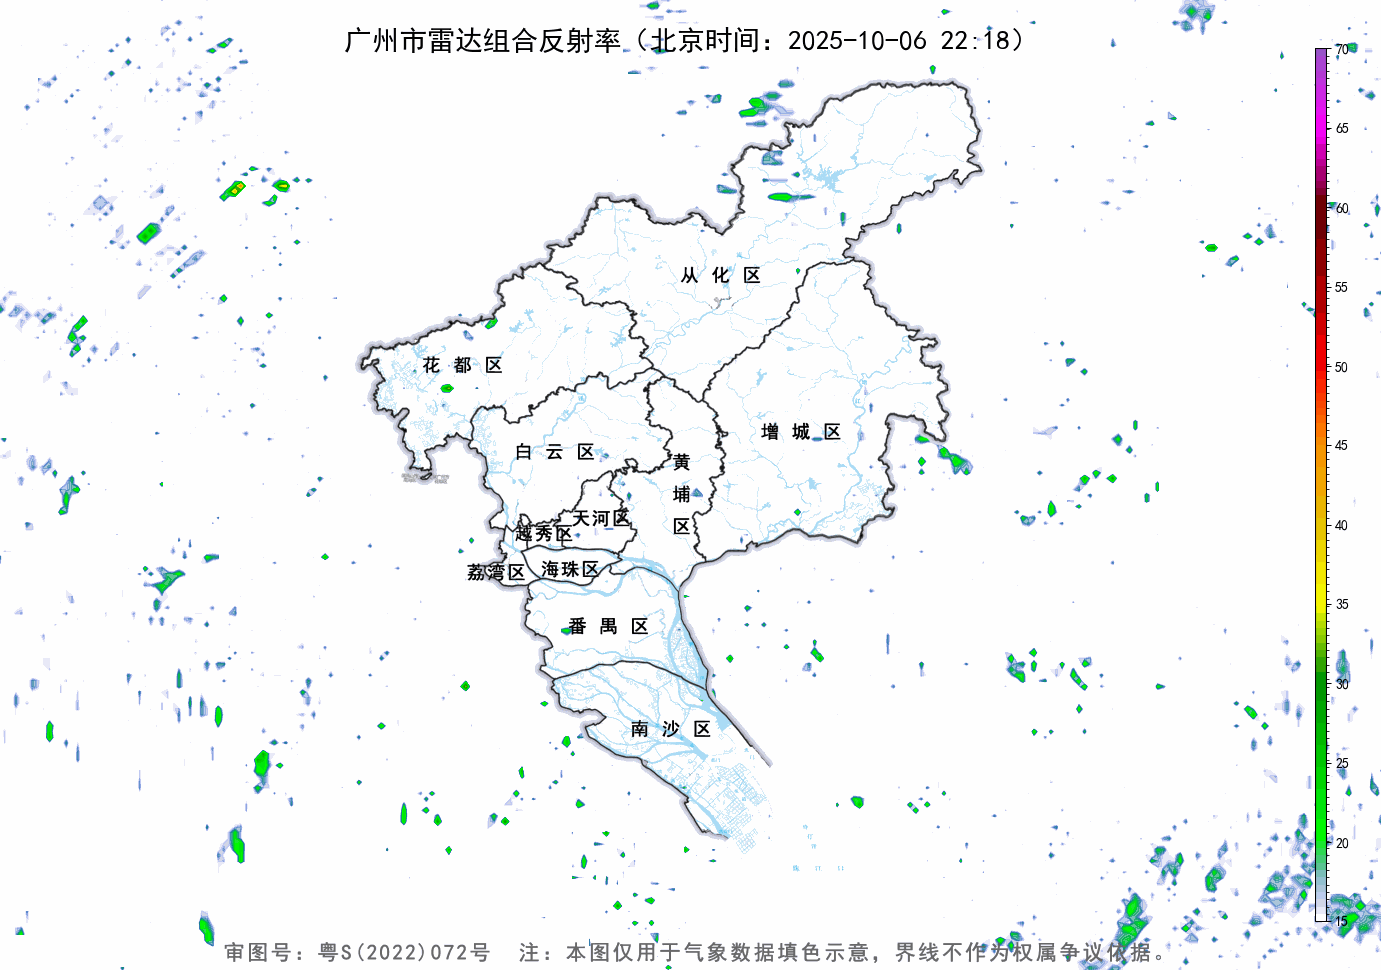 广州市雷达组合反射率（北京时间：2025-10-06 22:18）
70
65
60
55
50
45
40
35
30
25
20
15
从化区
花都区
增城区
白云区
黄埔区
天河区
越秀区
荔湾区
海珠区
番禺区
南沙区
审图号：粤S(2022)072号 注：本图仅用于气象数据填色示意，界线不作为权属争议依据。